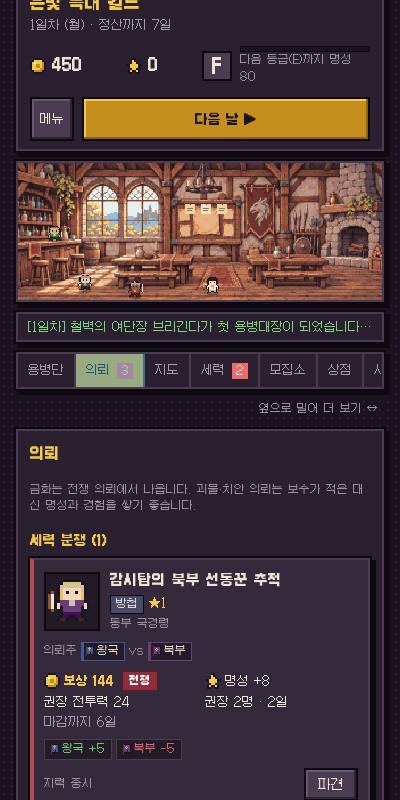 은빛 늑대 길드
1일차 (월) · 정산까지 7일
450
0
F
다음 등급(E)까지 명성
80
메뉴
다음 날 ▶
[1일차] 철벽의 여단장 브리긴다가 첫 용병대장이 되었습니다…
용병단
의뢰 3
지도
세력 2
모집소
상점
옆으로 밀어 더 보기 ↔
의뢰
금화는 전쟁 의뢰에서 나옵니다. 괴물·치안 의뢰는 보수가 적은 대
신 명성과 경험을 쌓기 좋습니다.
세력 분쟁 (1)
감시탑의 북부 선동꾼 추적
방첩 ★1
동부 국경령
의뢰주 왕국 vs 북부
보상 144 전쟁
명성 +8
권장 전투력 24
권장 2명 · 2일
마감까지 6일
왕국 +5
북부 -5
지력 중시
파견